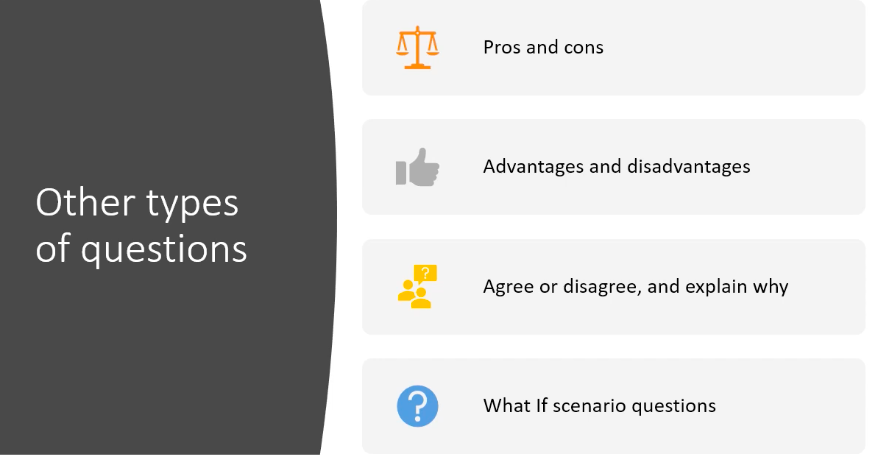 Other types
of questions
Pros and cons
Advantages and disadvantages
Agree or disagree, and explain why
What If scenario questions